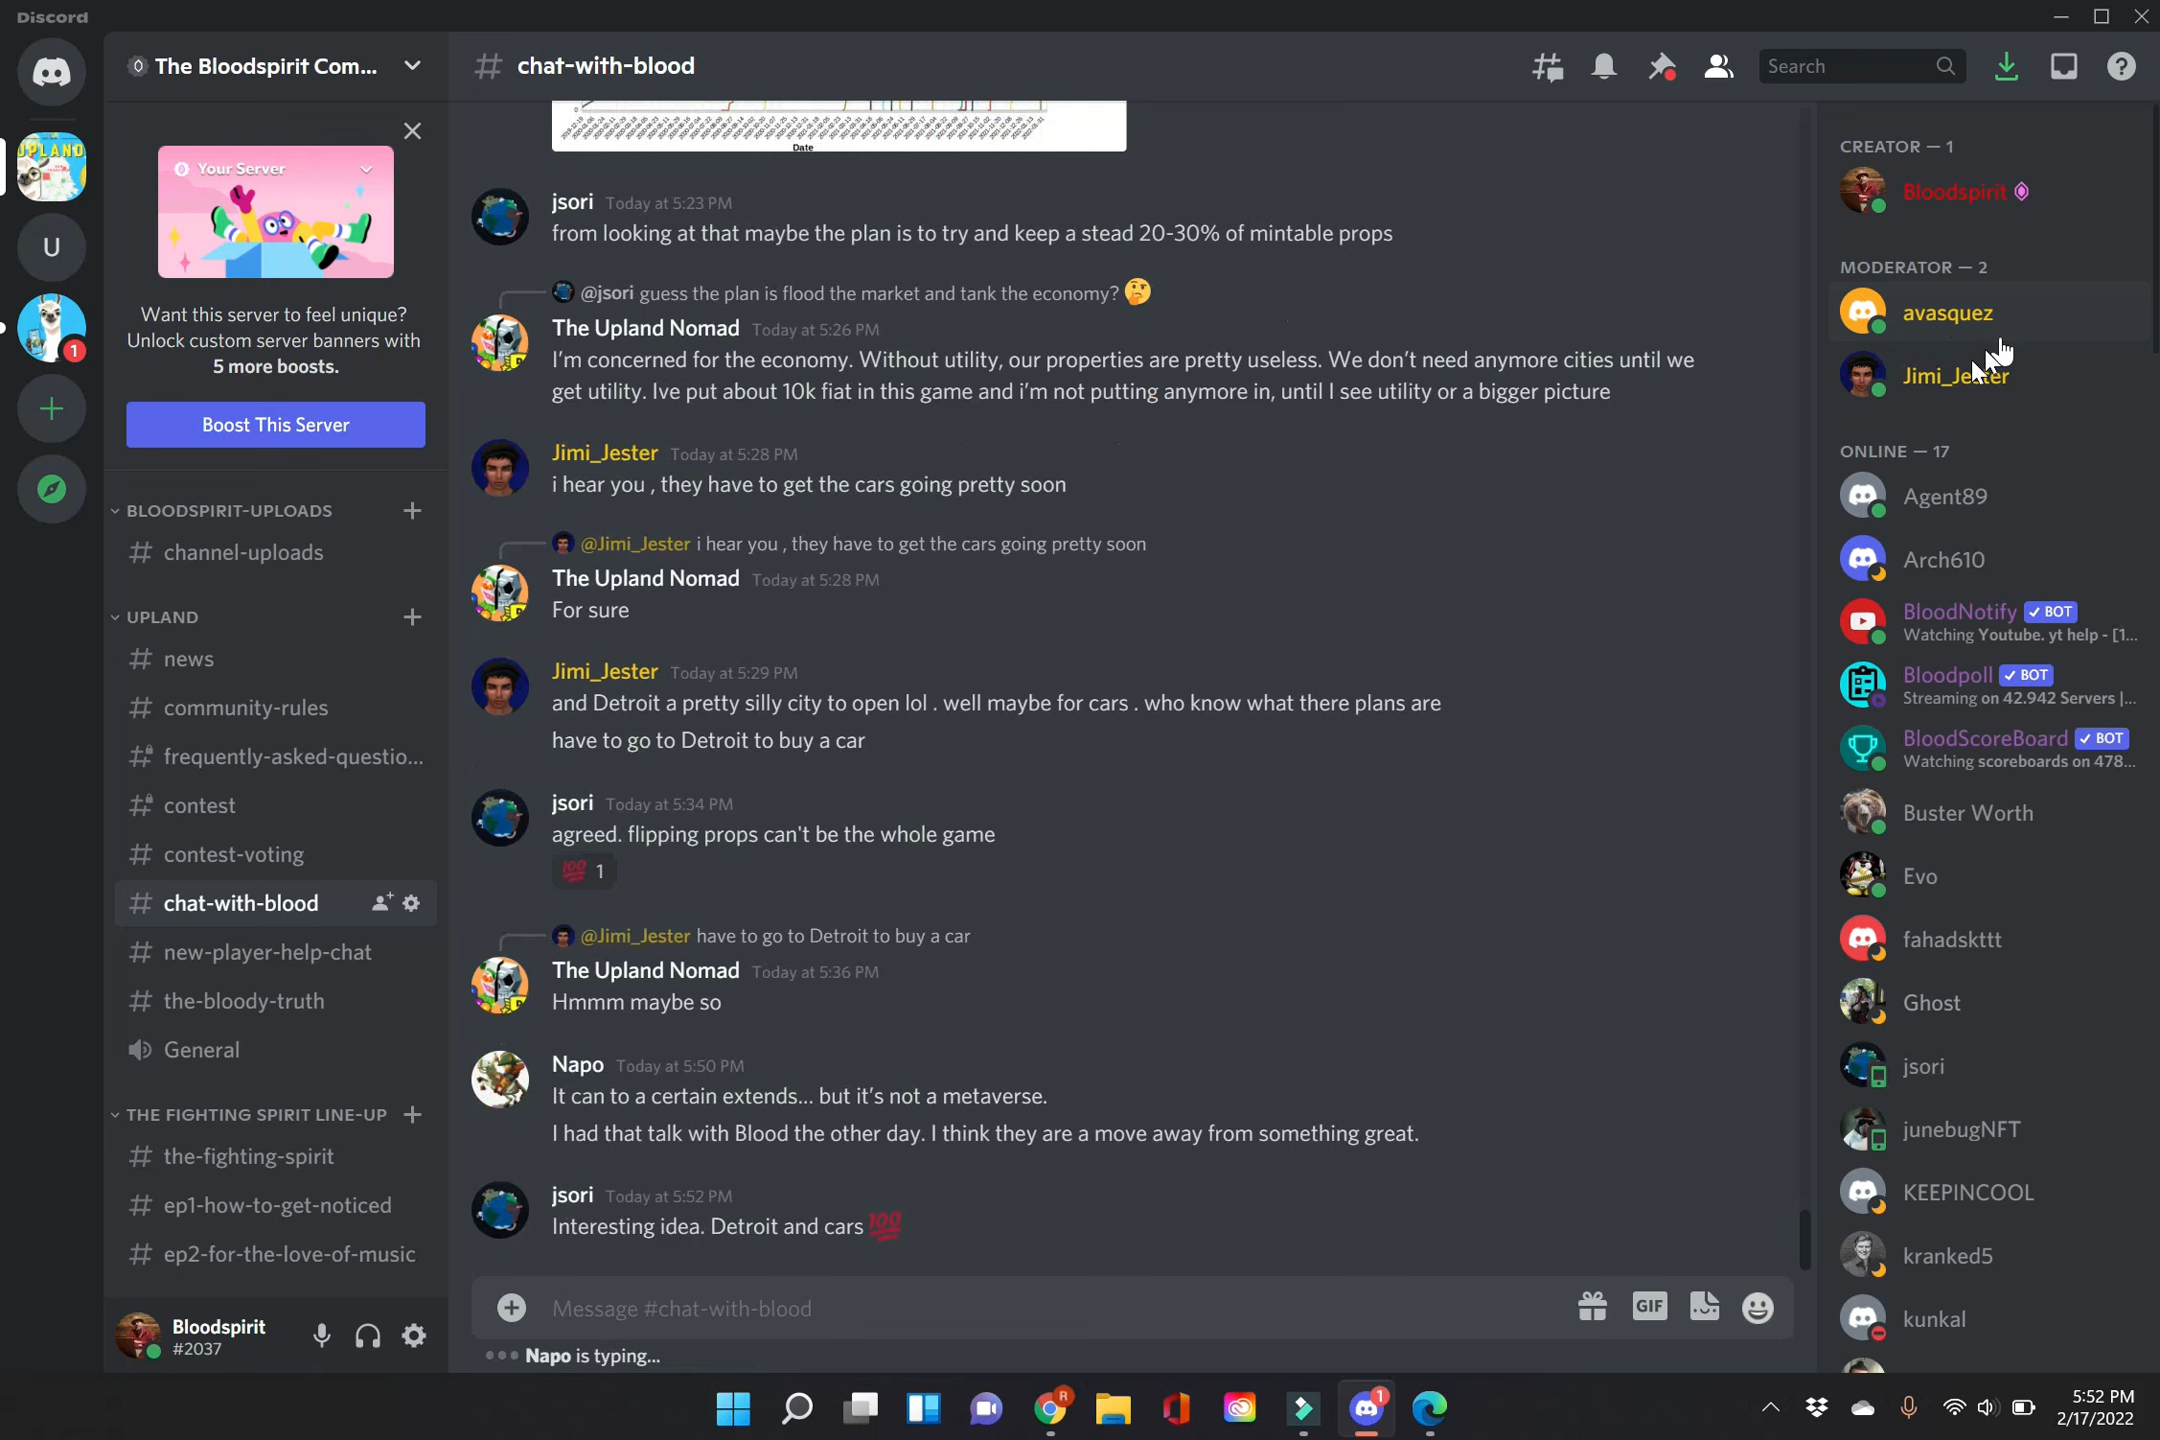 Discord
The Bloodspirit Com...
chat-with-blood
Search
Date
Your Server
Want this server to feel unique?
Unlock custom server banners with
5 more boosts.
Boost This Server
BLOODSPIRIT-UPLOADS
channel-uploads
UPLAND
news
community-rules
frequently-asked-questio...
contest
contest-voting
chat-with-blood
new-player-help-chat
the-bloody-truth
General
THE FIGHTING SPIRIT LINE-UP
the-fighting-spirit
ep1-how-to-get-noticed
ep2-for-the-love-of-music
Bloodspirit
#2037
UPLAND
U
1
jsori Today at 5:23 PM
from looking at that maybe the plan is to try and keep a stead 20-30% of mintable props
@jsori guess the plan is flood the market and tank the economy? 🤔
The Upland Nomad Today at 5:26 PM
I'm concerned for the economy. Without utility, our properties are pretty useless. We don't need anymore cities until we
get utility. Ive put about 10k fiat in this game and i'm not putting anymore in, until I see utility or a bigger picture
Jimi_Jester Today at 5:28 PM
i hear you , they have to get the cars going pretty soon
@Jimi_Jester i hear you , they have to get the cars going pretty soon
The Upland Nomad Today at 5:28 PM
For sure
Jimi_Jester Today at 5:29 PM
and Detroit a pretty silly city to open lol . well maybe for cars . who know what there plans are
have to go to Detroit to buy a car
jsori Today at 5:34 PM
agreed. flipping props can't be the whole game
💯 1
@Jimi_Jester have to go to Detroit to buy a car
The Upland Nomad Today at 5:36 PM
Hmmm maybe so
Napo Today at 5:50 PM
It can to a certain extends... but it's not a metaverse.
I had that talk with Blood the other day. I think they are a move away from something great.
jsori Today at 5:52 PM
Interesting idea. Detroit and cars 💯
Message #chat-with-blood
GIF
Napo is typing...
CREATOR — 1
Bloodspirit
MODERATOR — 2
avasquez
Jimi_Jester
ONLINE — 17
Agent89
Arch610
BloodNotify ✓ BOT
Watching Youtube. yt help - [1...
Bloodpoll ✓ BOT
Streaming on 42.942 Servers |...
BloodScoreBoard ✓ BOT
Watching scoreboards on 478...
Buster Worth
Evo
fahadskttt
Ghost
jsori
junebugNFT
KEEPINCOOL
kranked5
kunkal
R
1
5:52 PM
2/17/2022